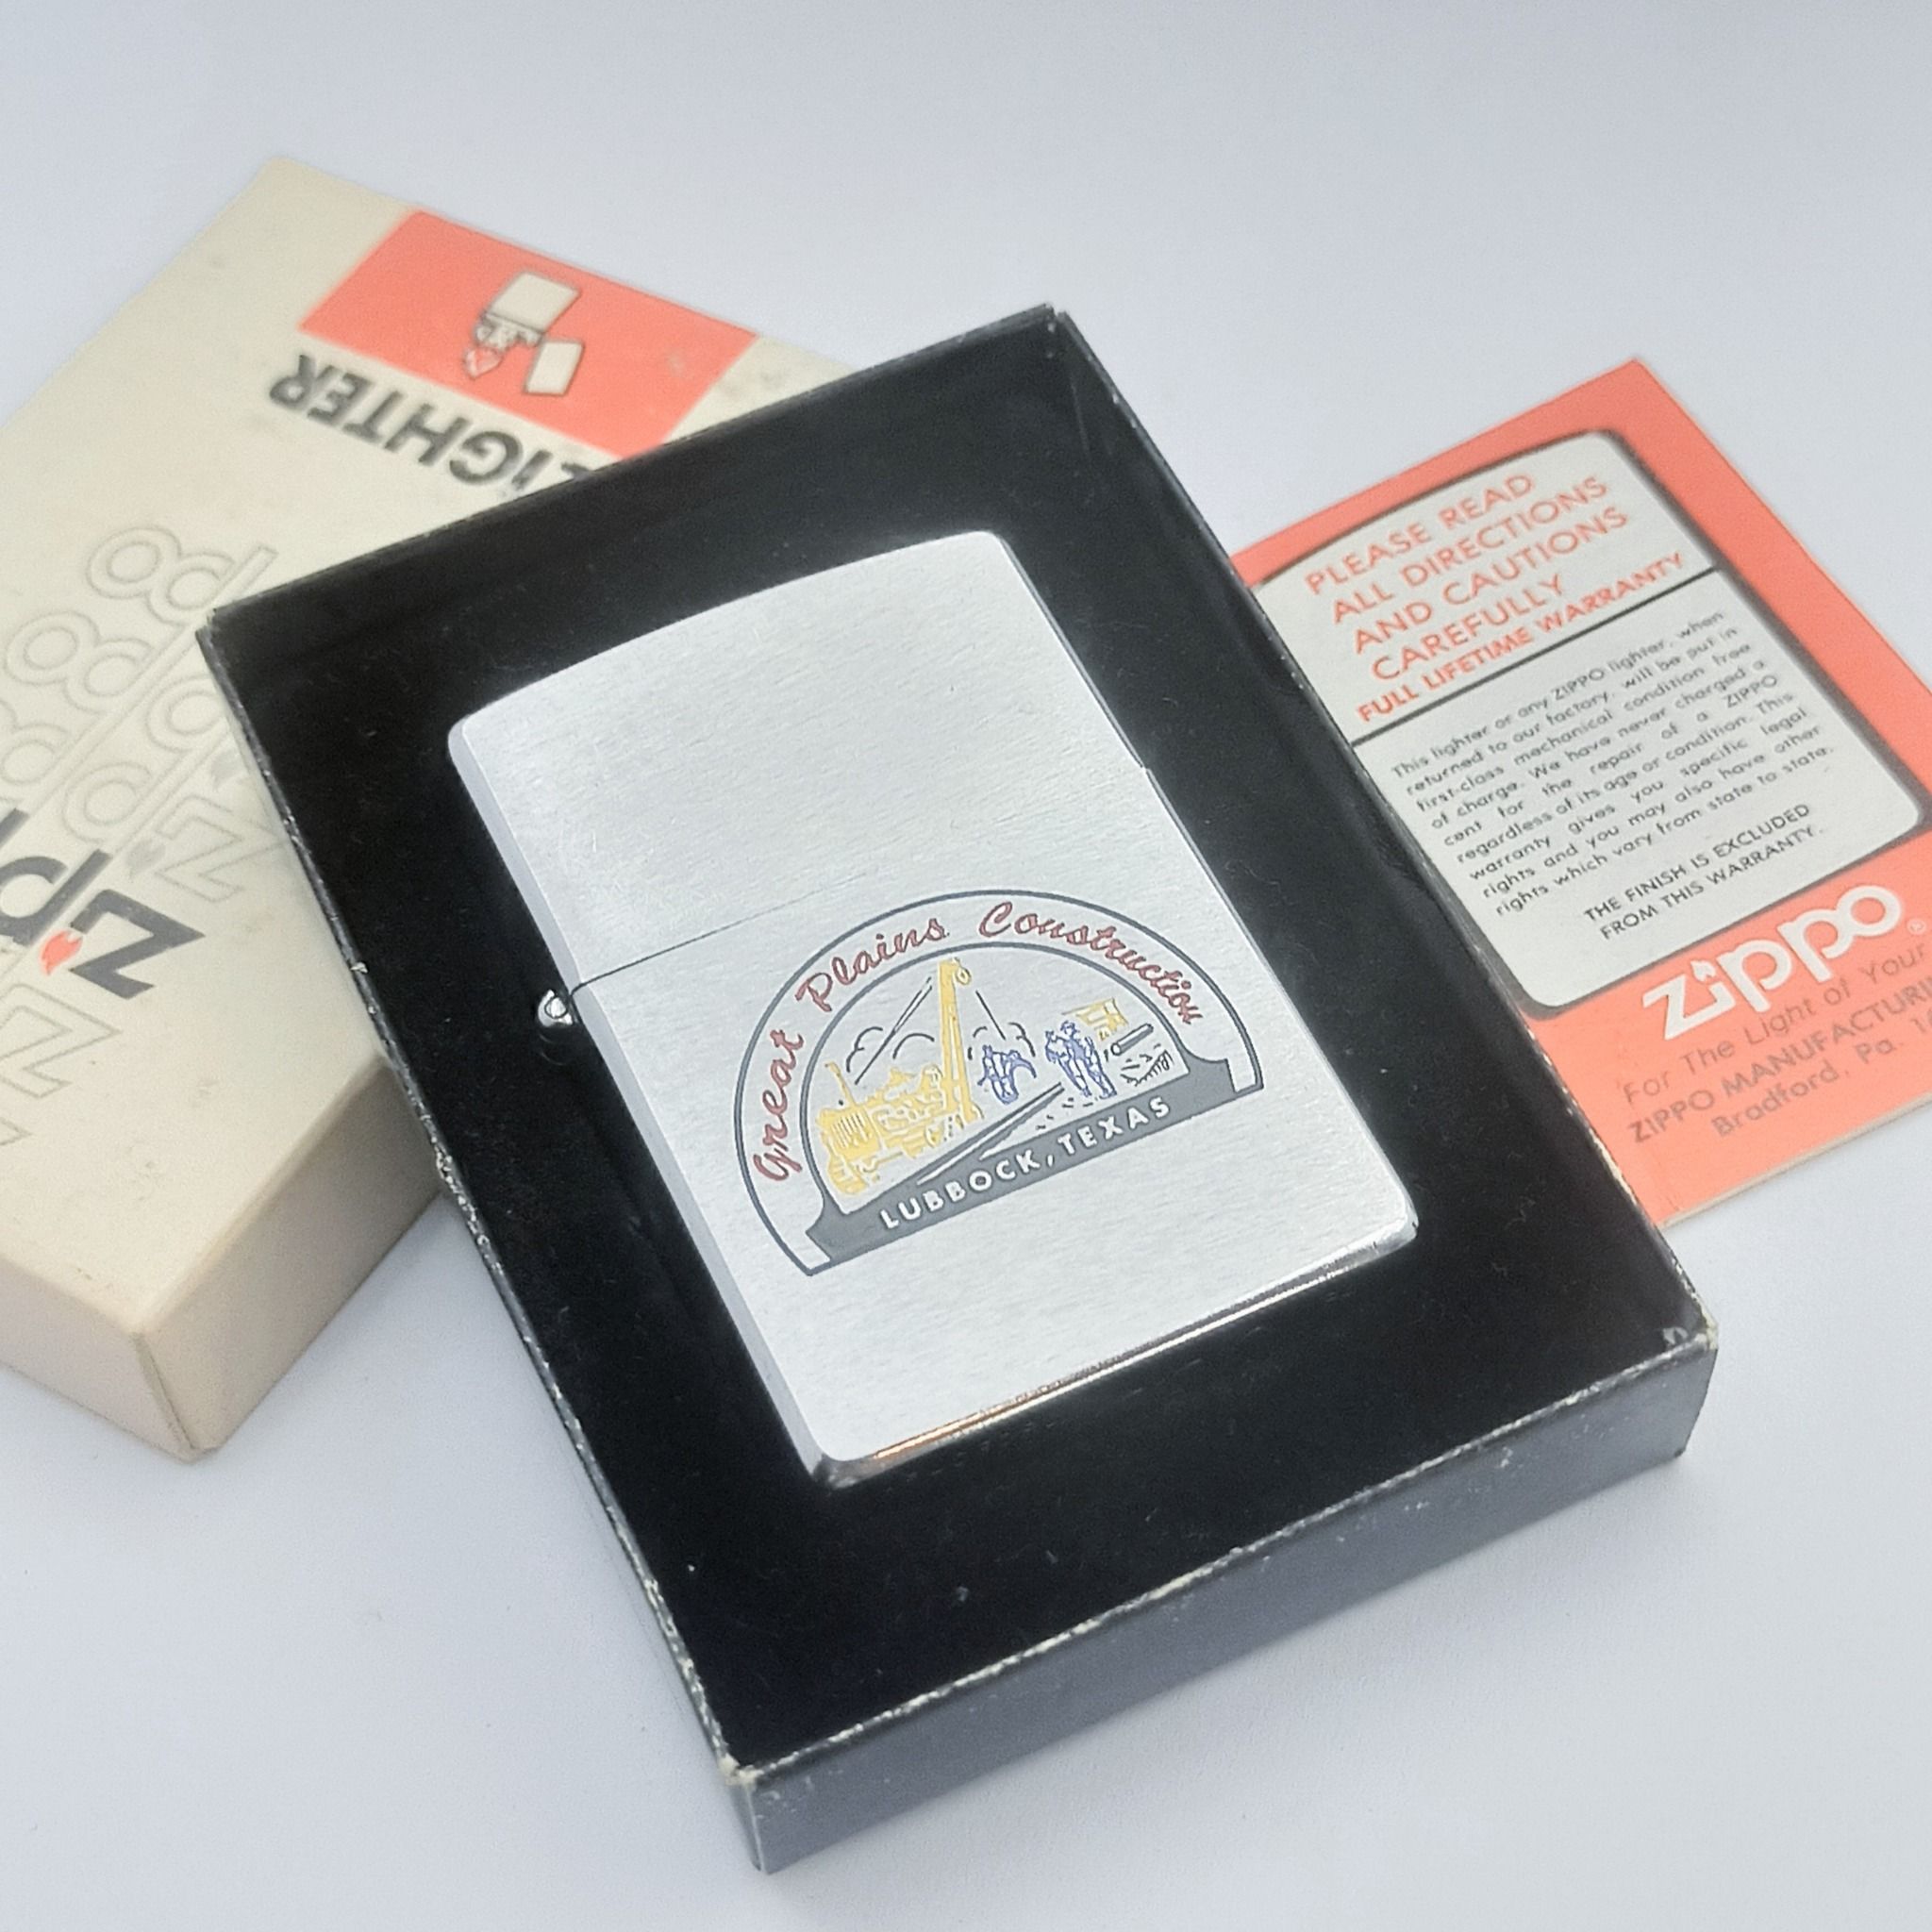 LIGHTER
Zipp
Great Plains Construction
LUBBOCK, TEXAS
PLEASE READ
ALL DIRECTIONS
AND CAUTIONS
CAREFULLY
FULL LIFETIME WARRANTY
This lighter or any ZIPPO lighter, when
returned to our factory, will be put in
first-class mechanical condition free
of charge. We have never charged a
cent for the repair of a ZIPPO
regardless of its age or condition. This
warranty gives you specific legal
rights and you may also have other
rights which vary from state to state.
THE FINISH IS EXCLUDED
FROM THIS WARRANTY.
Zippo®
For The Light of Your
ZIPPO MANUFACTURI
Bradford, Pa.